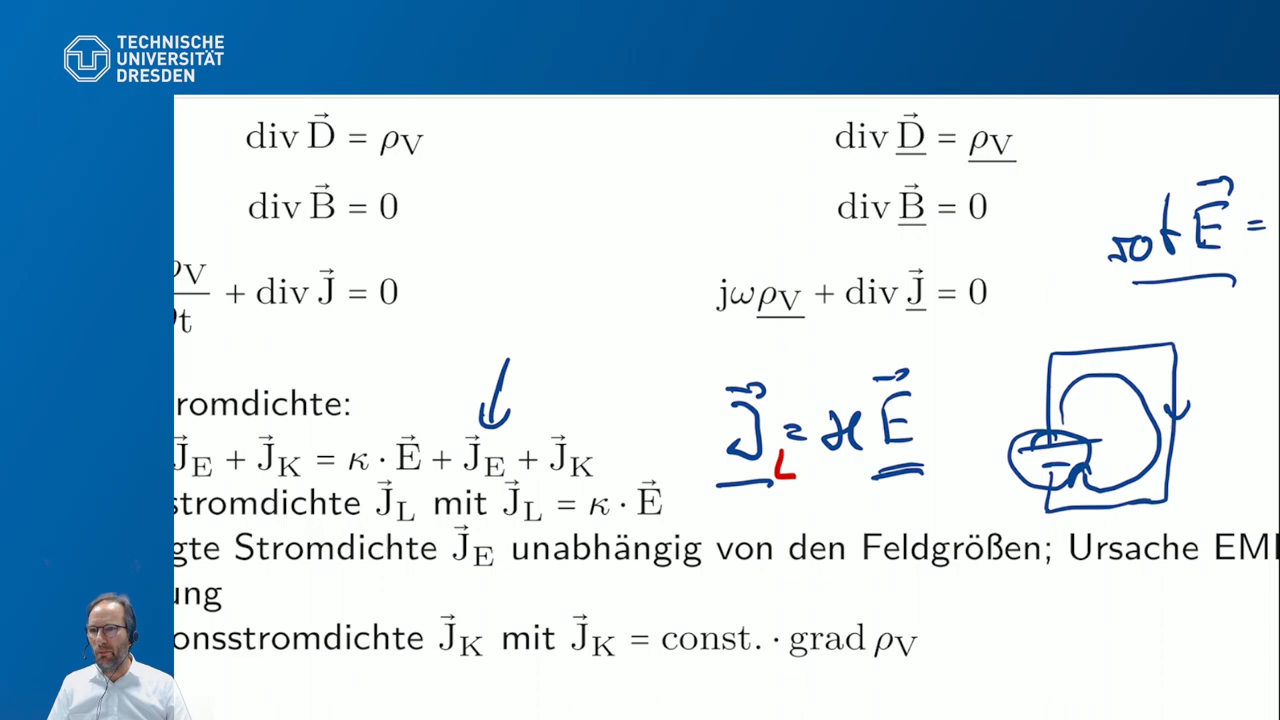 TECHNISCHE
UNIVERSITÄT
DRESDEN
div D⃗ = ρV
div D⃗ = ρV
div B⃗ = 0
div B⃗ = 0
rot E⃗ =
ρV
∂t + div J⃗ = 0
jωρV + div J⃗ = 0
romdichte:
J⃗E + J⃗K = κ · E⃗ + J⃗E + J⃗K
J⃗L = ϰ E⃗
stromdichte J⃗L mit J⃗L = κ · E⃗
gte Stromdichte J⃗E unabhängig von den Feldgrößen; Ursache EM
ung
onsstromdichte J⃗K mit J⃗K = const. · grad ρV